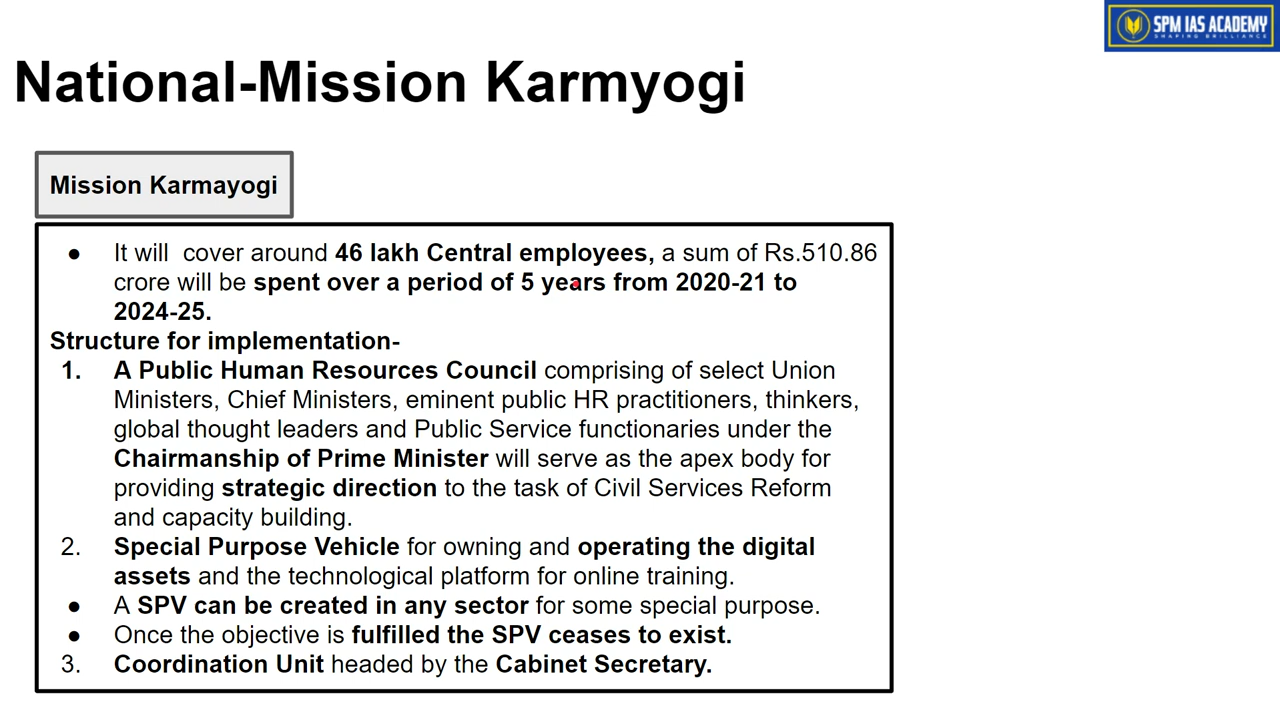 SPM IAS ACADEMY
SHAPING BRILLIANCE
National-Mission Karmyogi
Mission Karmayogi
● It will  cover around 46 lakh Central employees, a sum of Rs.510.86
crore will be spent over a period of 5 years from 2020-21 to
2024-25.
Structure for implementation-
1. A Public Human Resources Council comprising of select Union
Ministers, Chief Ministers, eminent public HR practitioners, thinkers,
global thought leaders and Public Service functionaries under the
Chairmanship of Prime Minister will serve as the apex body for
providing strategic direction to the task of Civil Services Reform
and capacity building.
2. Special Purpose Vehicle for owning and operating the digital
assets and the technological platform for online training.
● A SPV can be created in any sector for some special purpose.
● Once the objective is fulfilled the SPV ceases to exist.
3. Coordination Unit headed by the Cabinet Secretary.